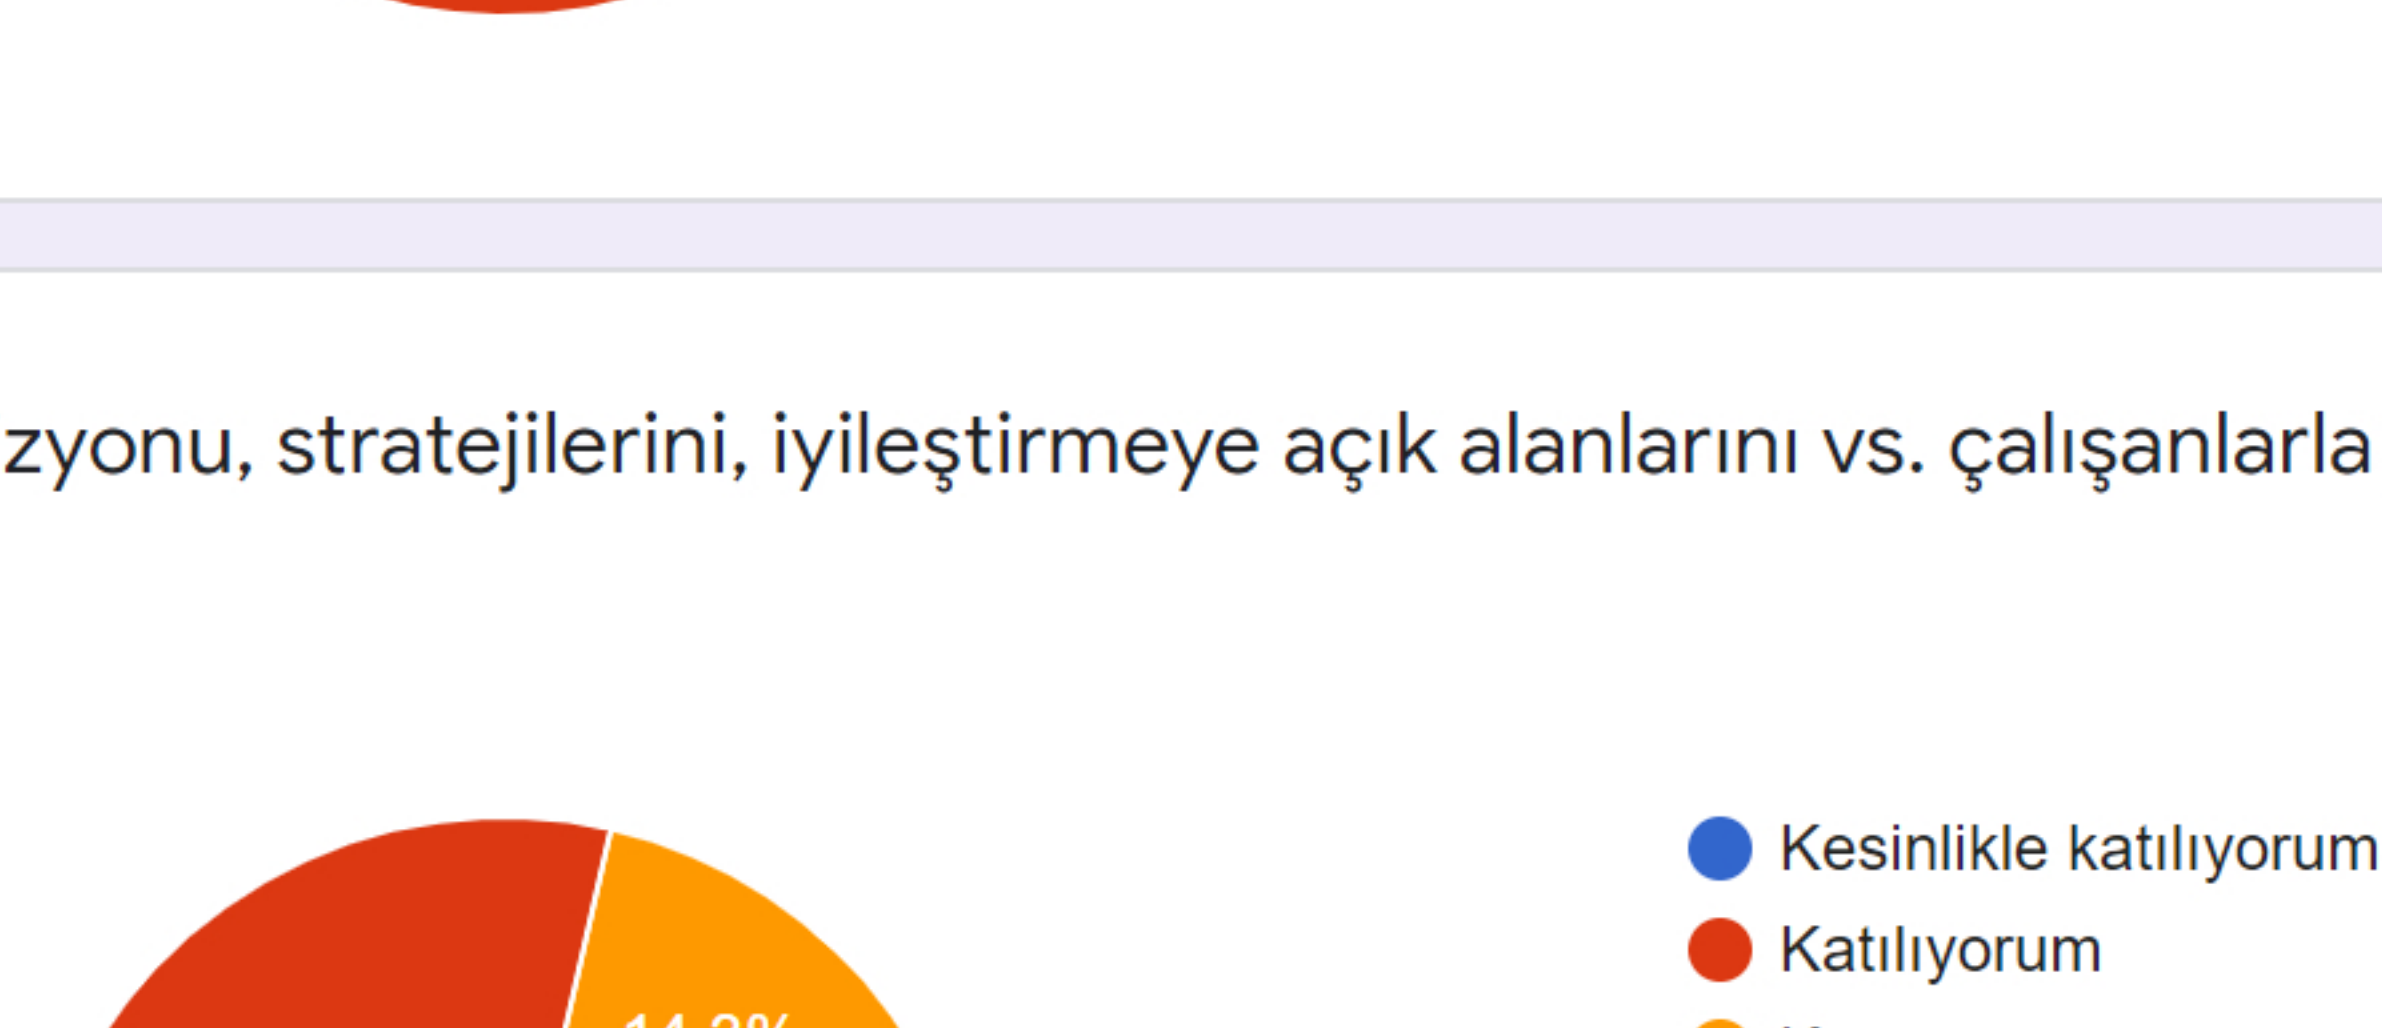 zyonu, stratejilerini, iyileştirmeye açık alanlarını vs. çalışanlarla
Kesinlikle katılıyorum
Katılıyorum